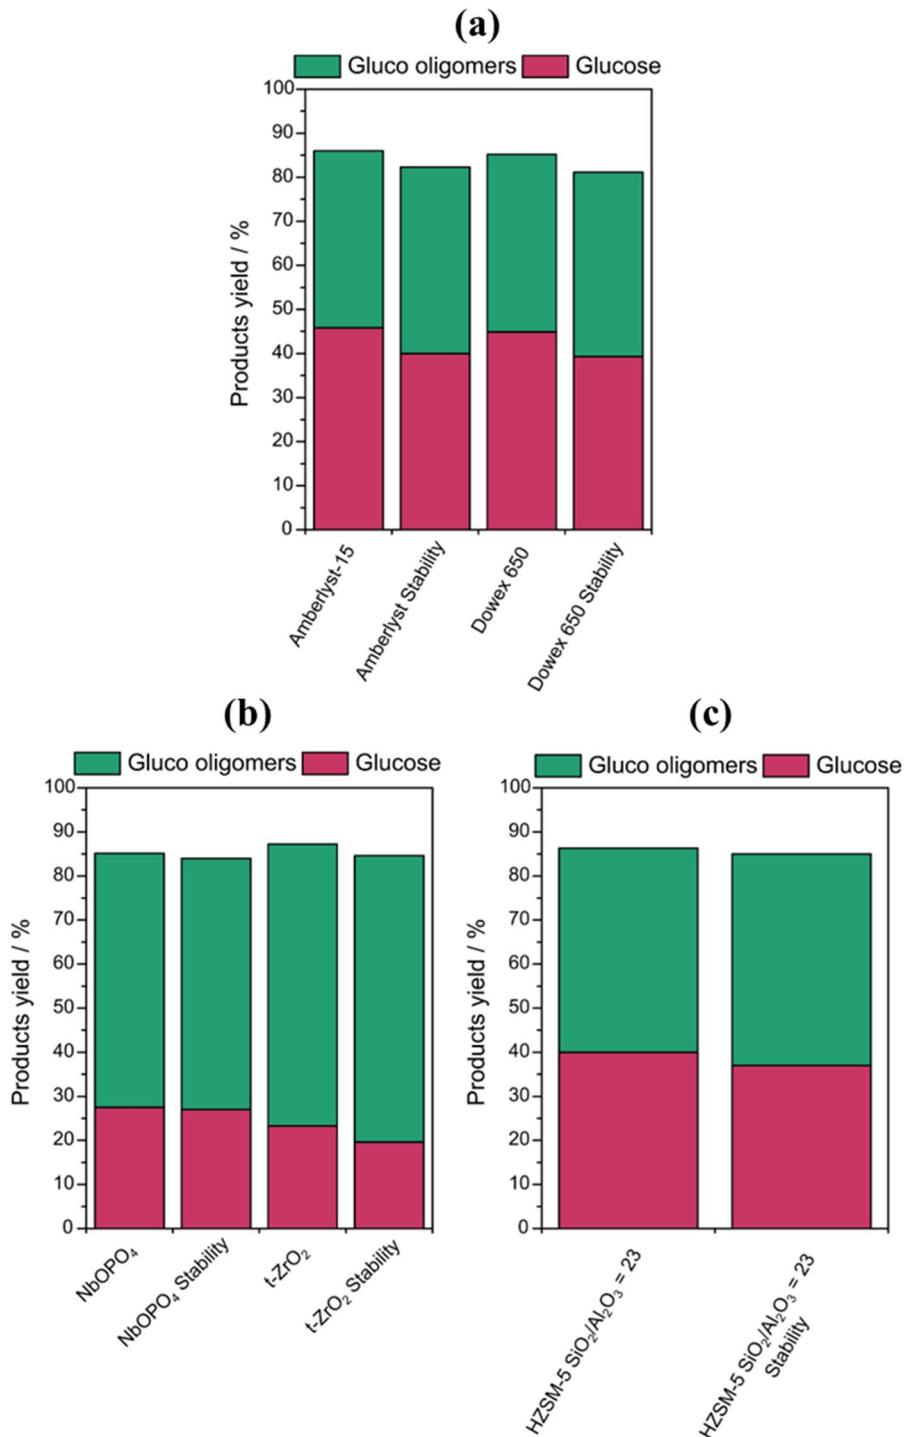 (a)
Gluco oligomers Glucose
100
90
80
70
60
50
40
30
20
10
0
Products yield / %
Amberlyst-15
Amberlyst Stability
Dowex 650
Dowex 650 Stability
(b)
Gluco oligomers Glucose
100
90
80
70
60
50
40
30
20
10
0
Products yield / %
NbOPO₄
NbOPO₄ Stability
t-ZrO₂
t-ZrO₂ Stability
(c)
Gluco oligomers Glucose
100
90
80
70
60
50
40
30
20
10
0
Products yield / %
HZSM-5 SiO₂/Al₂O₃ = 23
HZSM-5 SiO₂/Al₂O₃ = 23
Stability